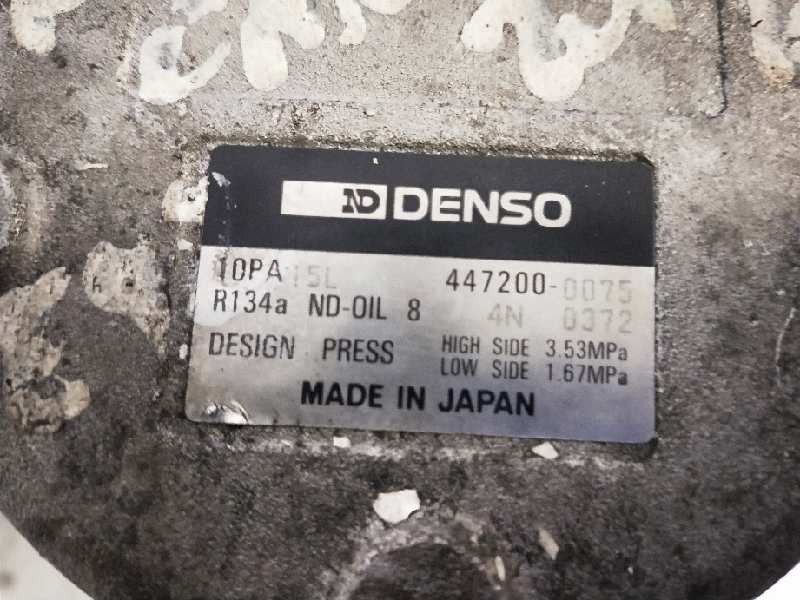 ND DENSO
10PA15L 447200-0075
R134a ND-OIL 8 4N 0372
DESIGN PRESS HIGH SIDE 3.53MPa
LOW SIDE 1.67MPa
MADE IN JAPAN